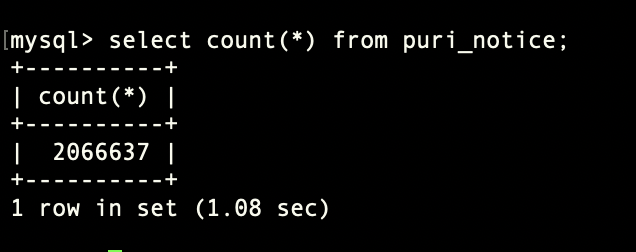 mysql> select count(*) from puri_notice;
+----------+
| count(*) |
+----------+
|  2066637 |
+----------+
1 row in set (1.08 sec)